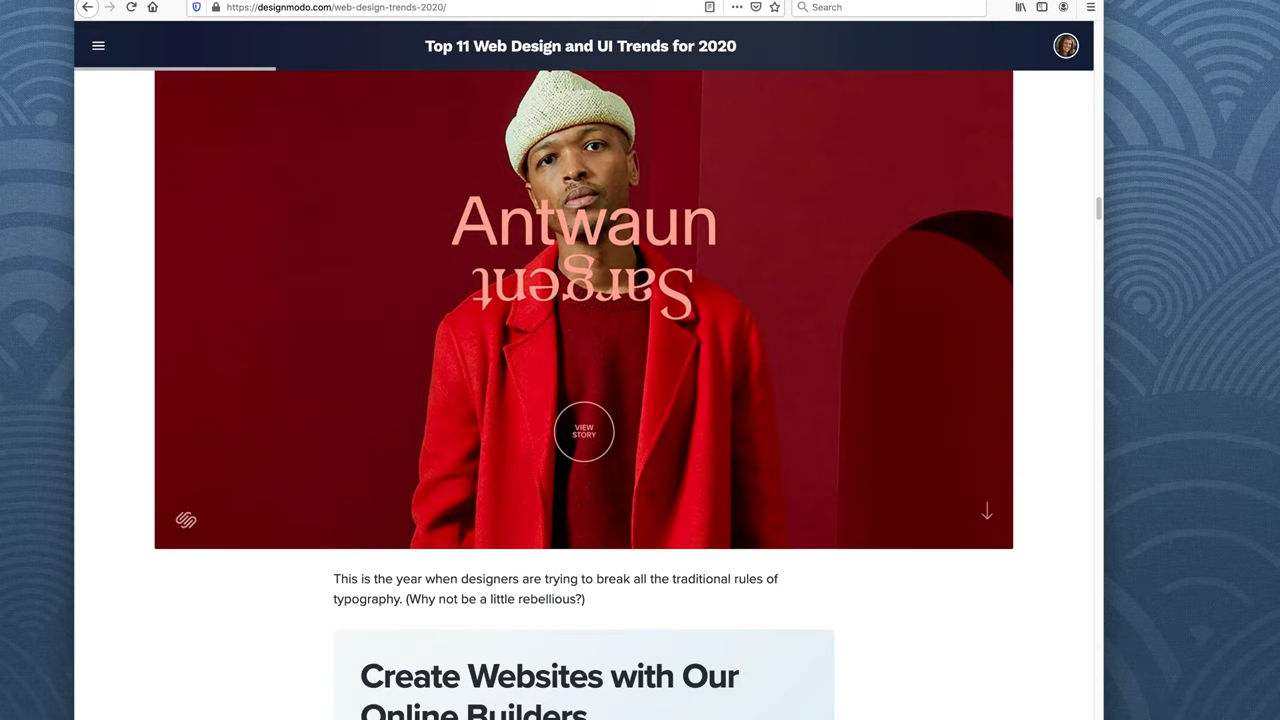 https://designmodo.com/web-design-trends-2020/
Search
Top 11 Web Design and UI Trends for 2020
Antwaun
Sargent
VIEW
STORY
This is the year when designers are trying to break all the traditional rules of
typography. (Why not be a little rebellious?)
Create Websites with Our
Online Builders